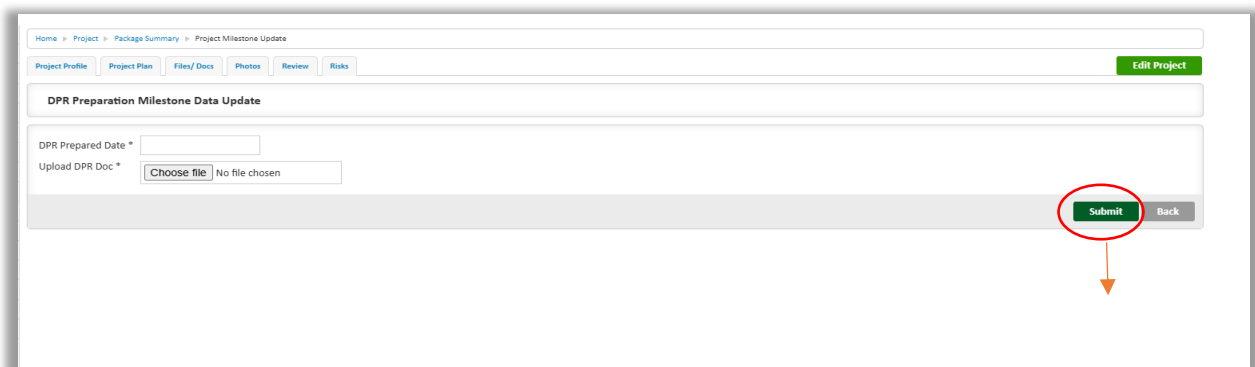 Home Project Package Summary Project Milestone Update
Project Profile Project Plan Files/ Docs Photos Review Risks Edit Project
DPR Preparation Milestone Data Update
DPR Prepared Date *
Upload DPR Doc * Choose file No file chosen
Submit Back